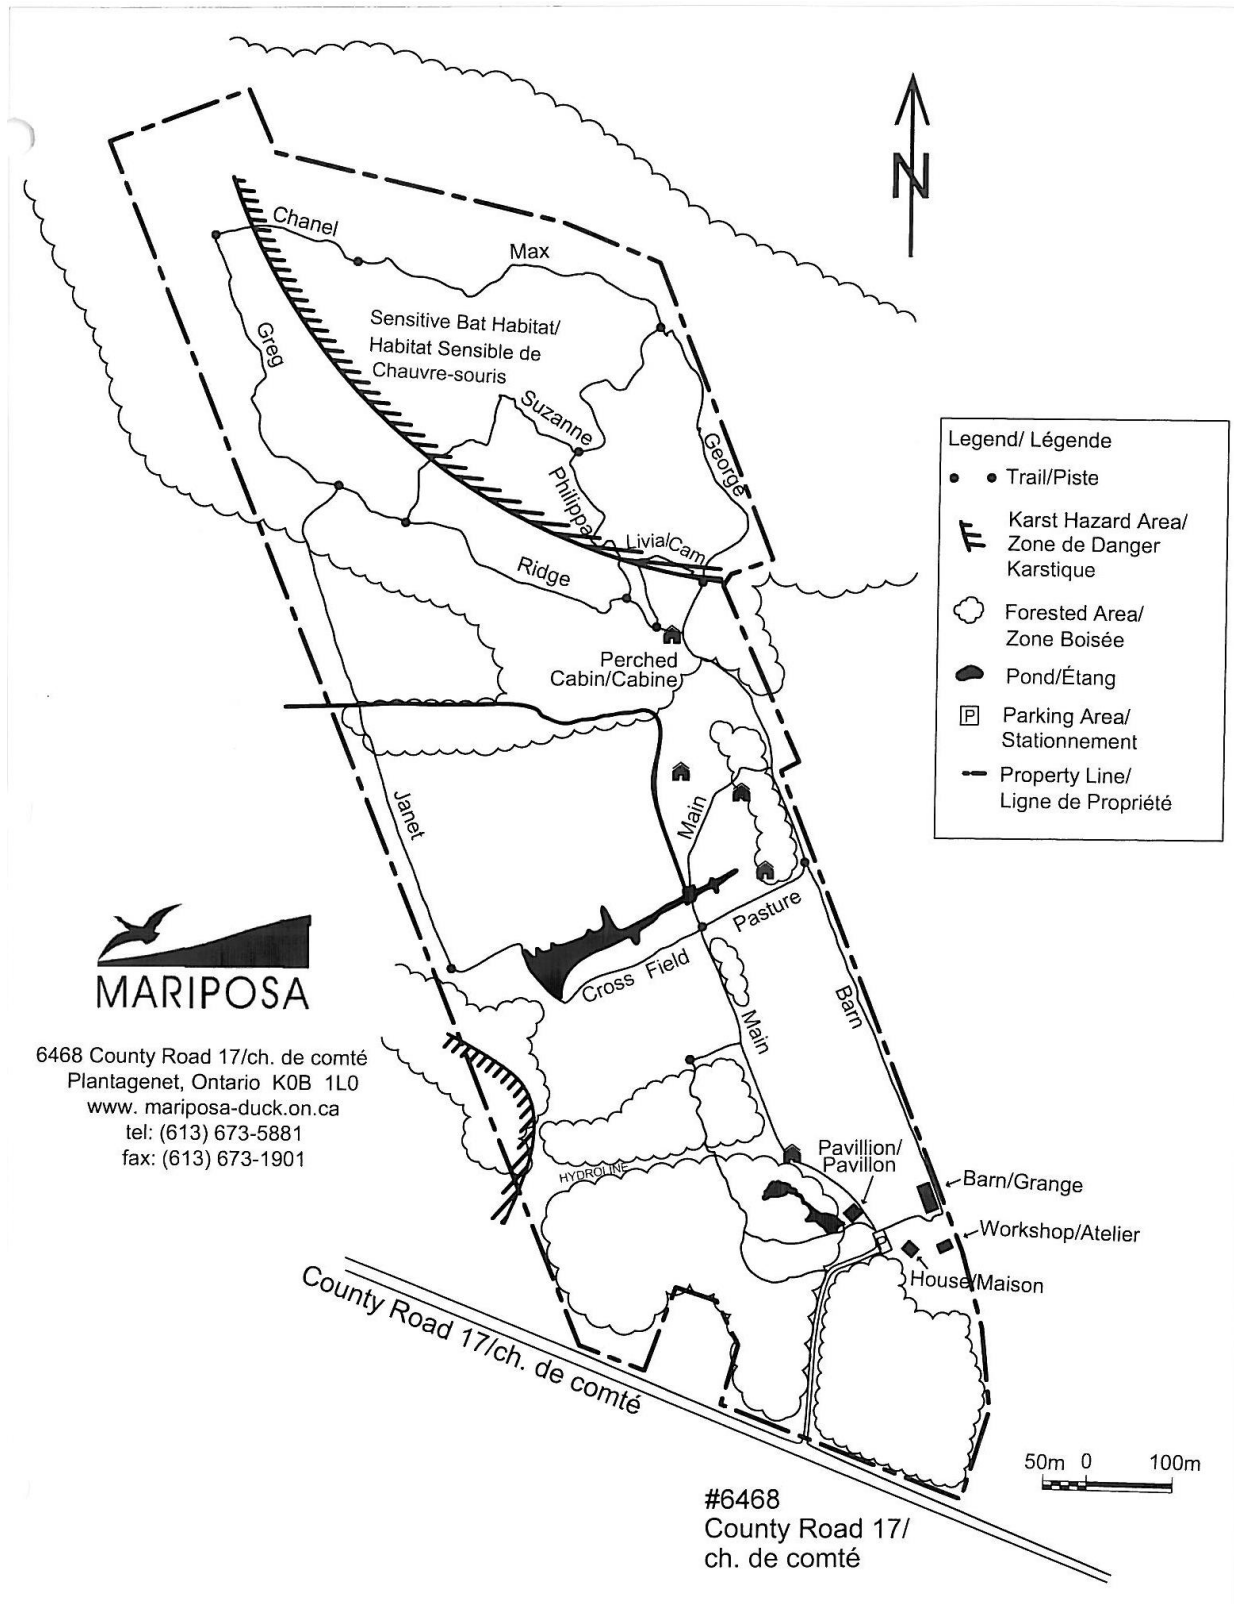 N
Chanel
Max
Sensitive Bat Habitat/
Habitat Sensible de
Chauvre-souris
Greg
Suzanne
George
Philippa
Livia/Cam
Ridge
Perched
Cabin/Cabine
Legend/ Légende
Trail/Piste
Karst Hazard Area/
Zone de Danger
Karstique
Forested Area/
Zone Boisée
Pond/Étang
P
Parking Area/
Stationnement
Property Line/
Ligne de Propriété
Janet
Main
Pasture
Cross Field
Barn
Main
MARIPOSA
6468 County Road 17/ch. de comté
Plantagenet, Ontario K0B 1L0
www. mariposa-duck.on.ca
tel: (613) 673-5881
fax: (613) 673-1901
HYDROLINE
Pavillion/
Pavillon
Barn/Grange
Workshop/Atelier
P
House/Maison
County Road 17/ch. de comté
50m 0 100m
#6468
County Road 17/
ch. de comté